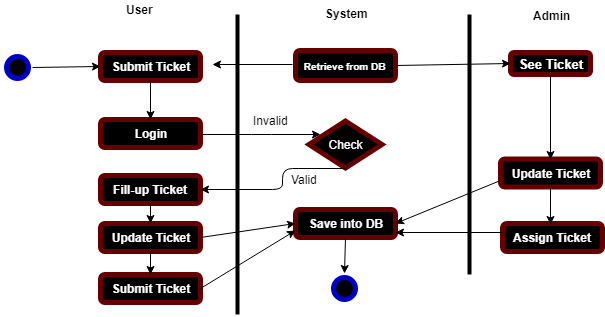 User
System
Admin
Submit Ticket
Retrieve from DB
See Ticket
Login
Invalid
Check
Valid
Fill-up Ticket
Update Ticket
Update Ticket
Save into DB
Assign Ticket
Submit Ticket